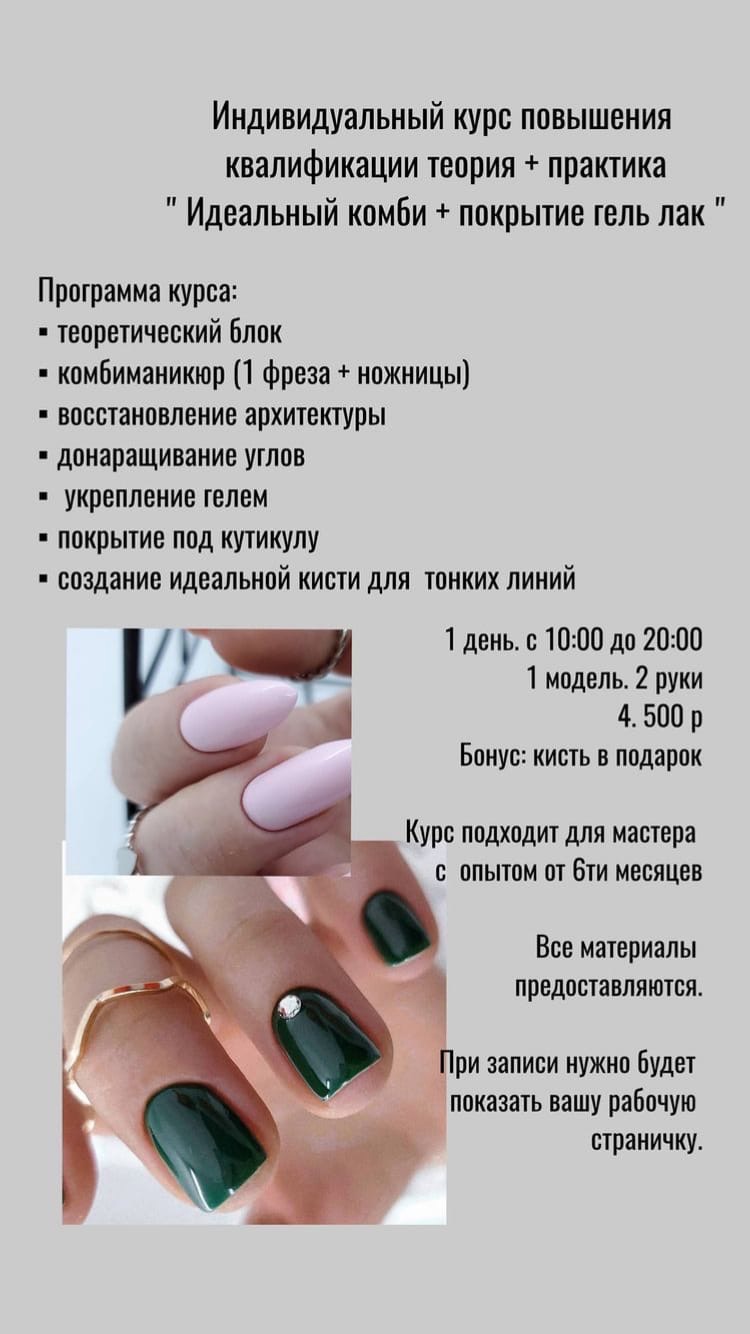 Индивидуальный курс повышения
квалификации теория + практика
" Идеальный комби + покрытие гель лак "
Программа курса:
▪ теоретический блок
▪ комбиманикюр (1 фреза + ножницы)
▪ восстановление архитектуры
▪ донаращивание углов
▪ укрепление гелем
▪ покрытие под кутикулу
▪ создание идеальной кисти для тонких линий
1 день. с 10:00 до 20:00
1 модель. 2 руки
4. 500 р
Бонус: кисть в подарок
Курс подходит для мастера
с опытом от 6ти месяцев
Все материалы
предоставляются.
При записи нужно будет
показать вашу рабочую
страничку.